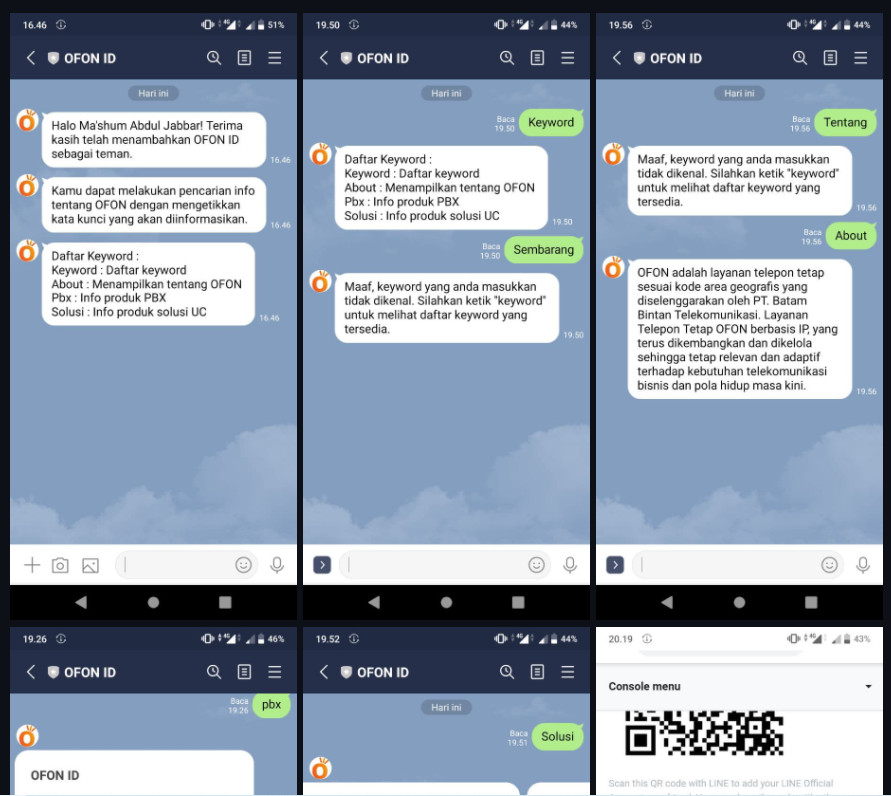 16.46
51%
OFON ID
Hari ini
Halo Ma'shum Abdul Jabbar! Terima
kasih telah menambahkan OFON ID
sebagai teman.
16.46
Kamu dapat melakukan pencarian info
tentang OFON dengan mengetikkan
kata kunci yang akan diinformasikan.
16.46
Daftar Keyword :
Keyword : Daftar keyword
About : Menampilkan tentang OFON
Pbx : Info produk PBX
Solusi : Info produk solusi UC
16.46
19.50
44%
OFON ID
Hari ini
Baca
19.50
Keyword
Daftar Keyword :
Keyword : Daftar keyword
About : Menampilkan tentang OFON
Pbx : Info produk PBX
Solusi : Info produk solusi UC
19.50
Baca
19.50
Sembarang
Maaf, keyword yang anda masukkan
tidak dikenal. Silahkan ketik "keyword"
untuk melihat daftar keyword yang
tersedia.
19.50
19.56
44%
OFON ID
Hari ini
Baca
19.56
Tentang
Maaf, keyword yang anda masukkan
tidak dikenal. Silahkan ketik "keyword"
untuk melihat daftar keyword yang
tersedia.
19.56
Baca
19.56
About
OFON adalah layanan telepon tetap
sesuai kode area geografis yang
diselenggarakan oleh PT. Batam
Bintan Telekomunikasi. Layanan
Telepon Tetap OFON berbasis IP, yang
terus dikembangkan dan dikelola
sehingga tetap relevan dan adaptif
terhadap kebutuhan telekomunikasi
bisnis dan pola hidup masa kini.
19.56
19.26
46%
OFON ID
Baca
19.26
pbx
OFON ID
19.52
44%
OFON ID
Hari ini
Baca
19.51
Solusi
20.19
43%
Console menu
Scan this QR code with LINE to add your LINE Official